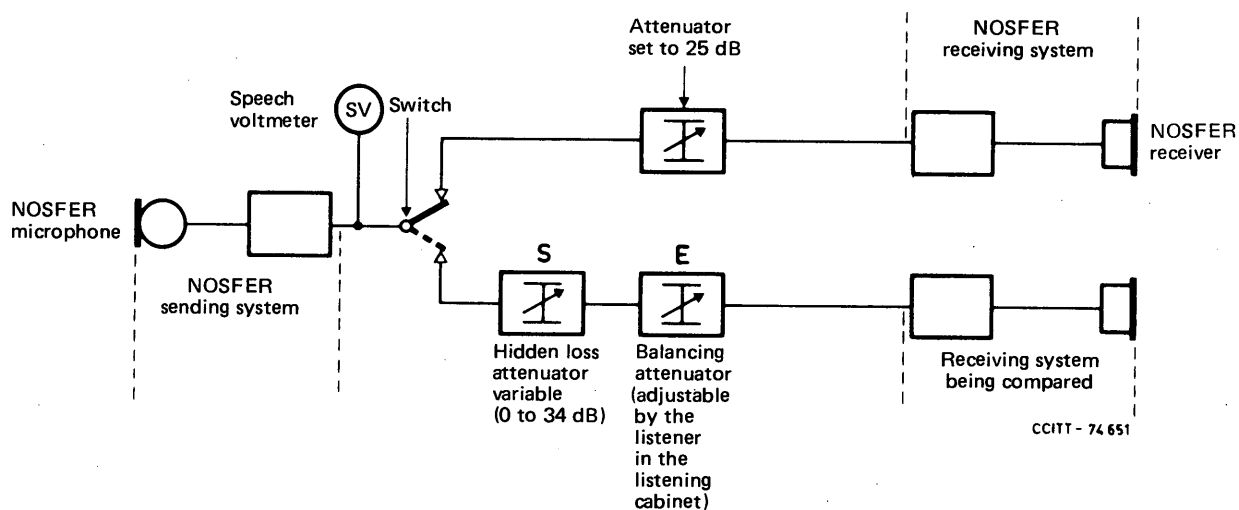 Attenuator
set to 25 dB
NOSFER
receiving system
Speech
voltmeter
SV
Switch
NOSFER
receiver
NOSFER
microphone
NOSFER
sending system
S
E
Hidden loss
attenuator
variable
(0 to 34 dB)
Balancing
attenuator
(adjustable
by the
listener
in the
listening
cabinet)
Receiving system
being compared
CCITT - 74 651